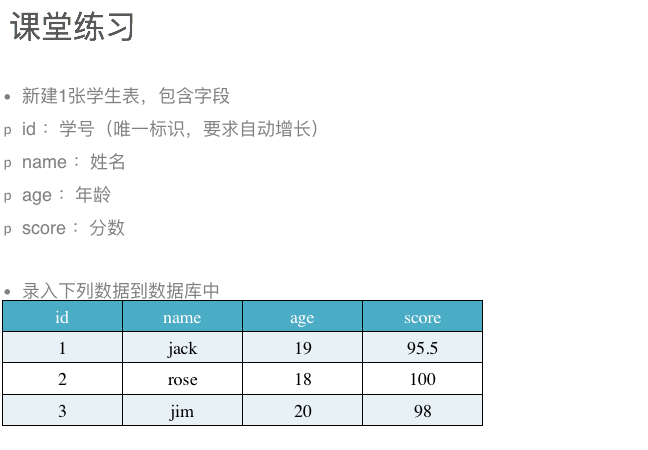 课堂练习
• 新建1张学生表，包含字段
p id： 学号（唯一标识，要求自动增长）
p name： 姓名
p age： 年龄
p score： 分数
• 录入下列数据到数据库中
id name age score
1 jack 19 95.5
2 rose 18 100
3 jim 20 98